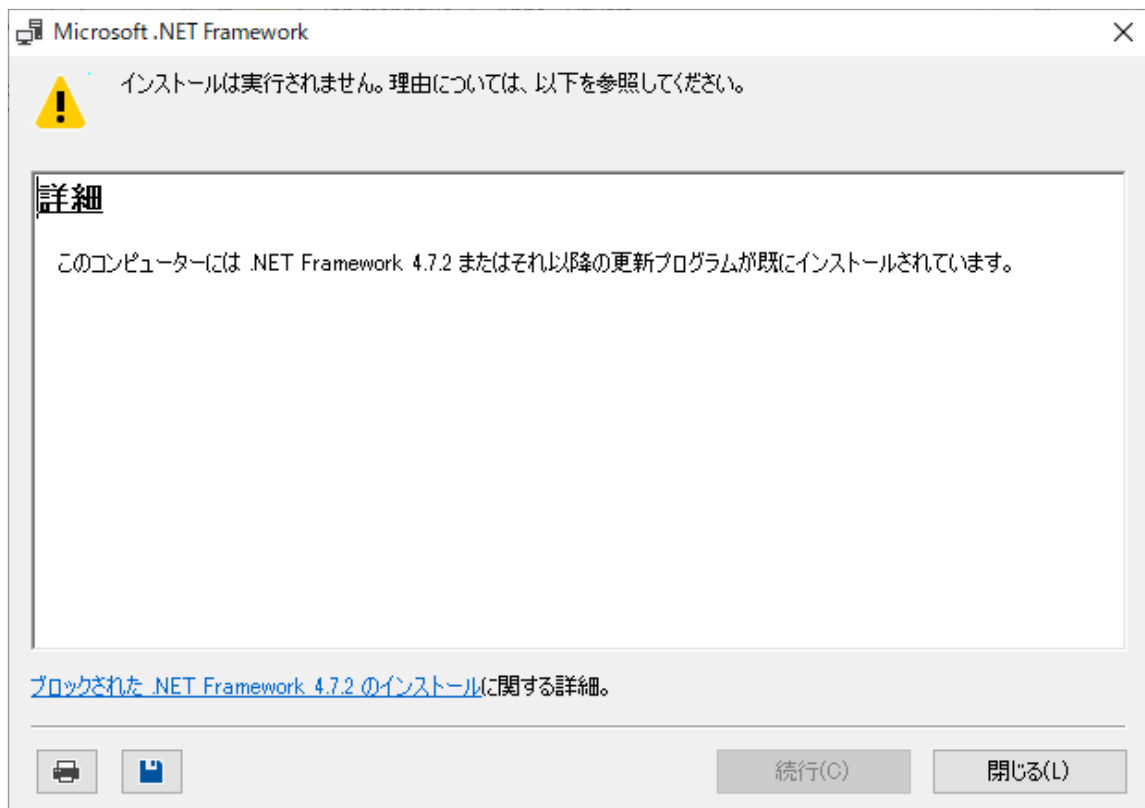 Microsoft .NET Framework
インストールは実行されません。理由については、以下を参照してください。
詳細
このコンピューターには .NET Framework 4.7.2 またはそれ以降の更新プログラムが既にインストールされています。
ブロックされた .NET Framework 4.7.2 のインストールに関する詳細。
続行(C)
閉じる(L)